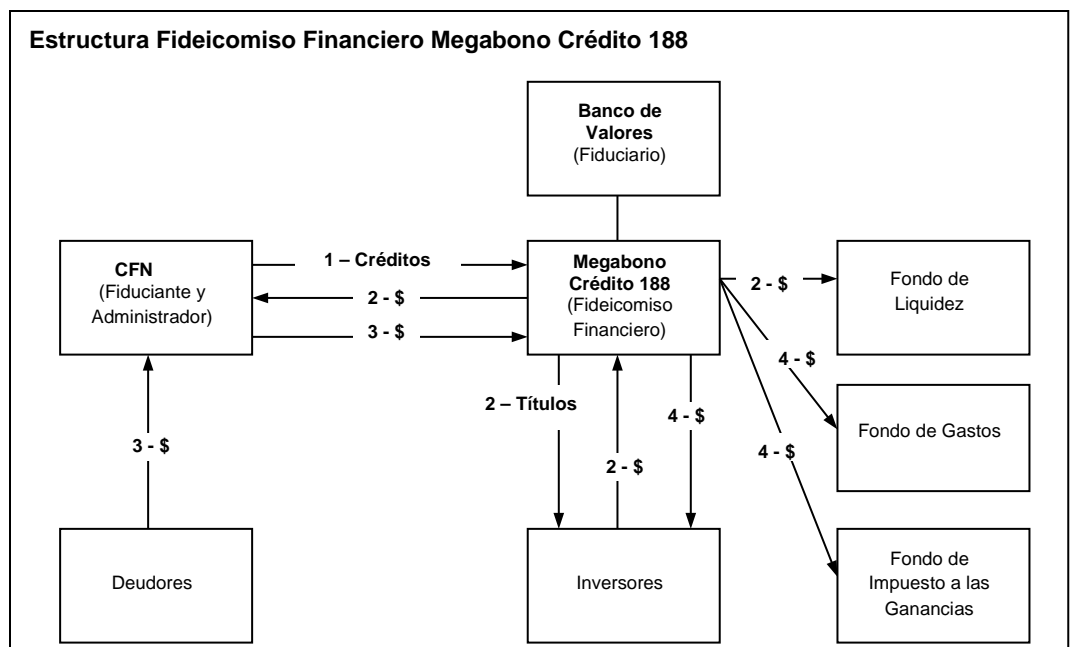 Estructura Fideicomiso Financiero Megabono Crédito 188
Banco de
Valores
(Fiduciario)
CFN
(Fiduciante y
Administrador)
1 – Créditos
2 - $
3 - $
Megabono
Crédito 188
(Fideicomiso
Financiero)
2 - $
Fondo de
Liquidez
4 - $
Fondo de Gastos
4 - $
Fondo de
Impuesto a las
Ganancias
2 – Títulos
4 - $
2 - $
3 - $
Deudores
Inversores